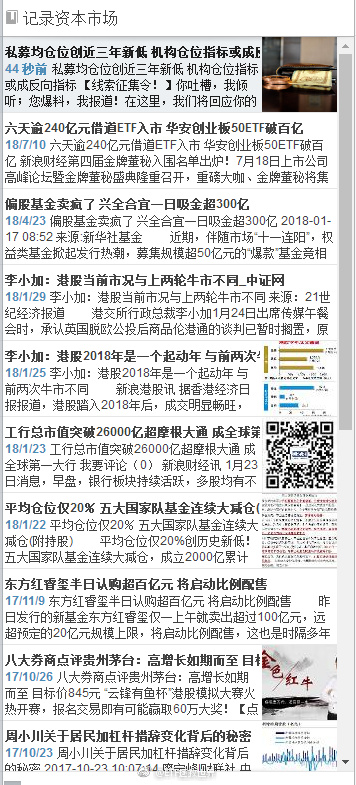 记录资本市场
私募均仓位创近三年新低 机构仓位指标或成反
44 秒前 私募均仓位创近三年新低 机构仓位指标
或成反向指标 【线索征集令！】你吐槽，我倾
听；您爆料，我报道！在这里，我们将回应你的
六天逾240亿元借道ETF入市 华安创业板50ETF破百亿
18/7/10 六天逾240亿元借道ETF入市 华安创业板50ETF破百
亿 新浪财经第四届金牌董秘入围名单出炉！7月18日上市公司
高峰论坛暨金牌董秘盛典隆重召开，重磅大咖、金牌董秘将集
偏股基金卖疯了 兴全合宜一日吸金超300亿
18/4/23 偏股基金卖疯了 兴全合宜一日吸金超300亿 2018-01-
17 08:52 来源:新华社基金 近期，伴随市场“十一连阳”，权
益类基金掀起发行热潮，募集规模超50亿元的“爆款”基金竞相
李小加：港股当前市况与上两轮牛市不同_中证网
18/1/29 李小加：港股当前市况与上两轮牛市不同 来源：21世
纪经济报道 港交所行政总裁李小加1月24日出席传媒午餐
会时，承认英国脱欧公投后商品伦港通的谈判已暂时搁置，原
李小加：港股2018年是一个起动年 与前两次牛
18/1/25 李小加：港股2018年是一个起动年 与
前两次牛市不同 新浪港股讯 据香港经济日
报报道，港股踏入2018年后，成交明显畅旺，
工行总市值突破26000亿超摩根大通 成全球第
18/1/23 工行总市值突破26000亿超摩根大通 成
全球第一大行 我要评论（0） 新浪财经讯 1月23
日消息，早盘，银行板块持续活跃，多股均有不
平均仓位仅20% 五大国家队基金连续大减仓(
18/1/22 平均仓位仅20% 五大国家队基金连续大
减仓(附持股) 平均仓位仅20%创历史新低！
五大国家队基金连续大减仓，成立2000亿累计
东方红睿玺半日认购超百亿元 将启动比例配售
17/11/9 东方红睿玺半日认购超百亿元 将启动比例配售 昨
日发行的新基金东方红睿玺仅一上午就卖出超过100亿元，远
超预定的20亿元规模上限，将启动比例配售，这也是时隔多年
八大券商点评贵州茅台：高增长如期而至 目标
17/10/26 八大券商点评贵州茅台：高增长如期
而至 目标价845元 “云锋有鱼杯”港股模拟大赛火
热开赛，报名交易即有可能赢取60万大奖！【点
金色红牛
周小川关于居民加杠杆措辞变化背后的秘密
17/10/23 周小川关于居民加杠杆措辞变化背后
的秘密 2017-10-23 10:07:14